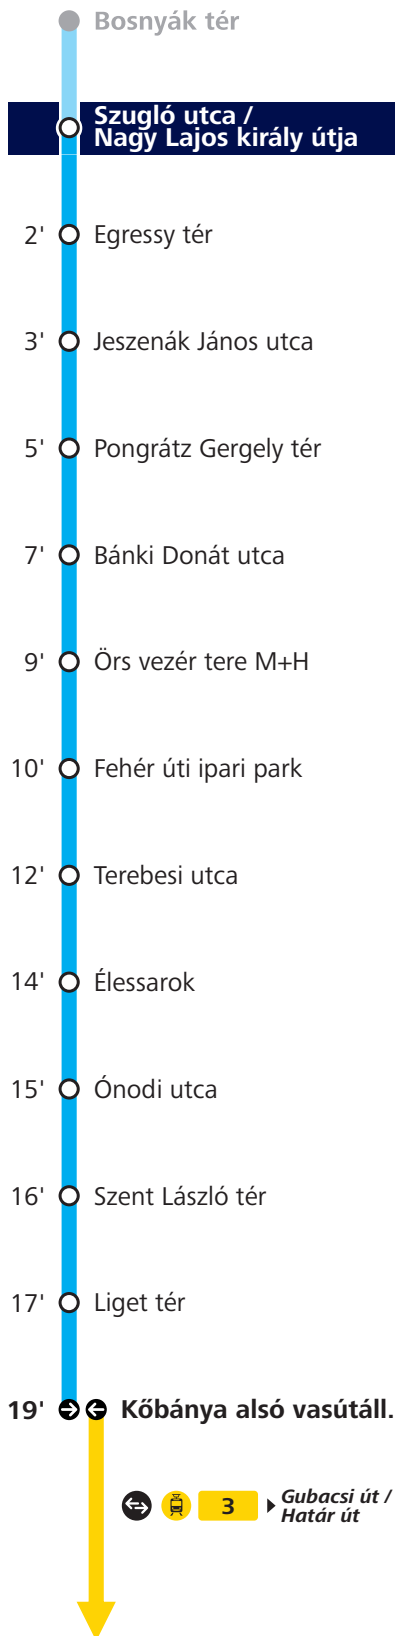 Bosnyák tér
Szugló utca /
Nagy Lajos király útja
2' Egressy tér
3' Jeszenák János utca
5' Pongrátz Gergely tér
7' Bánki Donát utca
9' Örs vezér tere M+H
10' Fehér úti ipari park
12' Terebesi utca
14' Élessarok
15' Ónodi utca
16' Szent László tér
17' Liget tér
19' Kőbánya alsó vasútáll.
3 Gubacsi út /
Határ út